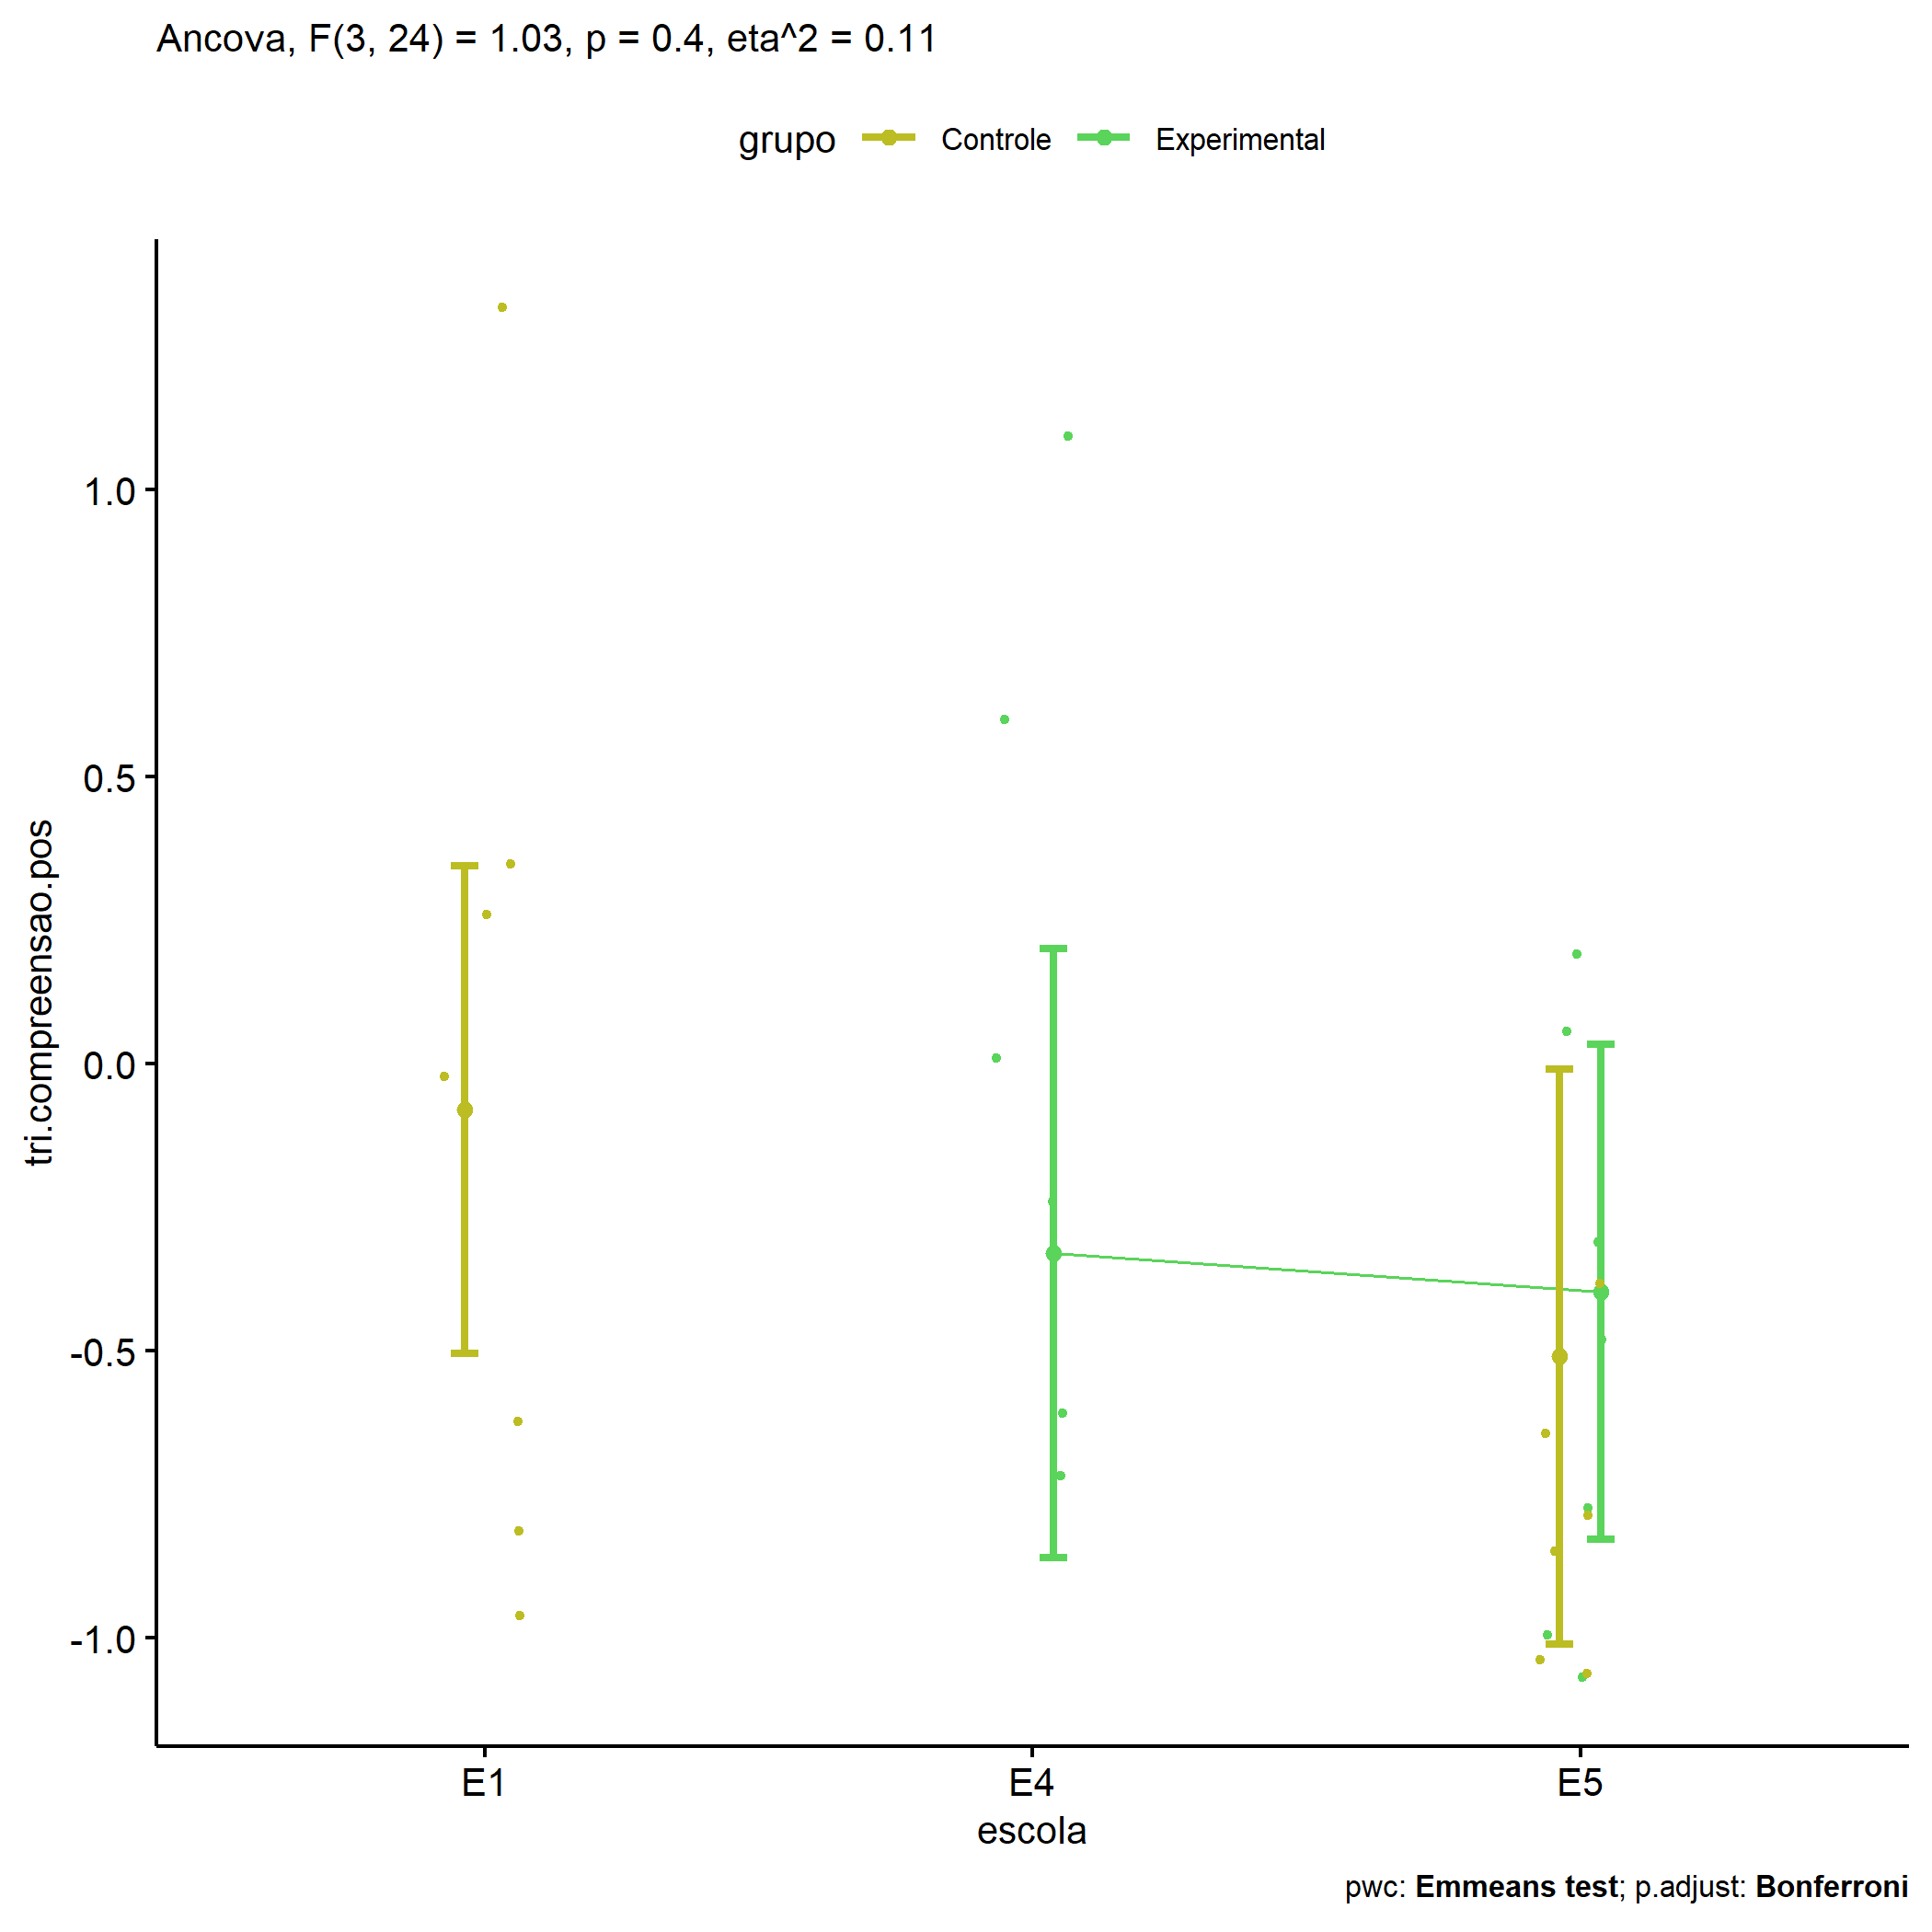 Ancova, F(3, 24) = 1.03, p = 0.4, eta^2 = 0.11
grupo Controle Experimental
1.0
0.5
0.0
-0.5
-1.0
tri.compreensao.pos
E1 E4 E5
escola
pwc: Emmeans test; p.adjust: Bonferroni